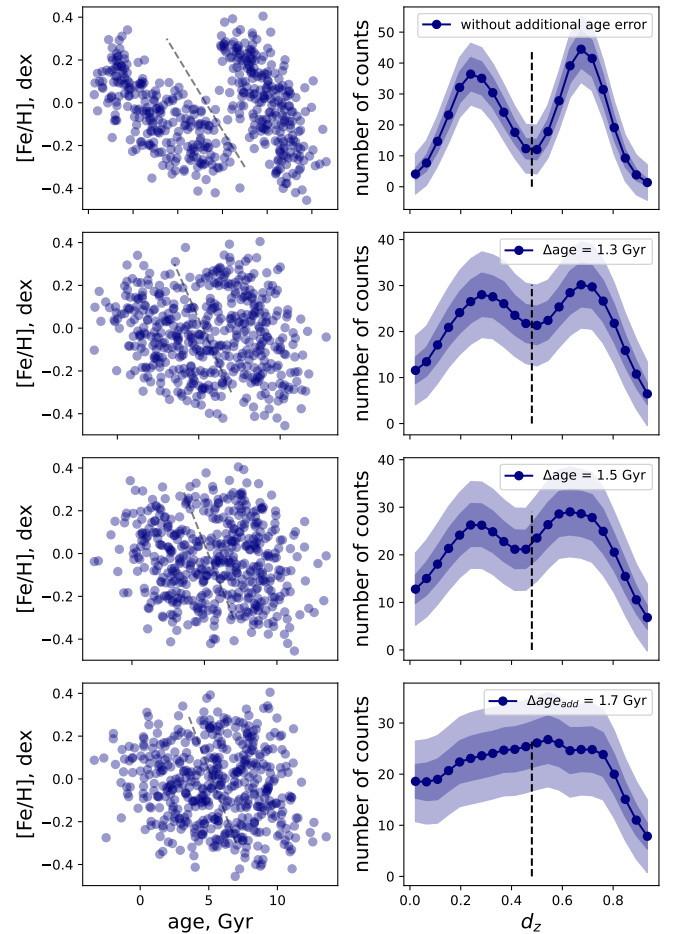 [Fe/H], dex
0.4
0.2
0.0
−0.2
−0.4
number of counts
50
40
30
20
10
0
without additional age error
[Fe/H], dex
0.4
0.2
0.0
−0.2
−0.4
number of counts
40
30
20
10
0
Δage = 1.3 Gyr
[Fe/H], dex
0.4
0.2
0.0
−0.2
−0.4
number of counts
40
30
20
10
0
Δage = 1.5 Gyr
[Fe/H], dex
0.4
0.2
0.0
−0.2
−0.4
0 5 10
age, Gyr
number of counts
30
20
10
0
Δage_add = 1.7 Gyr
0.0 0.2 0.4 0.6 0.8
d_z